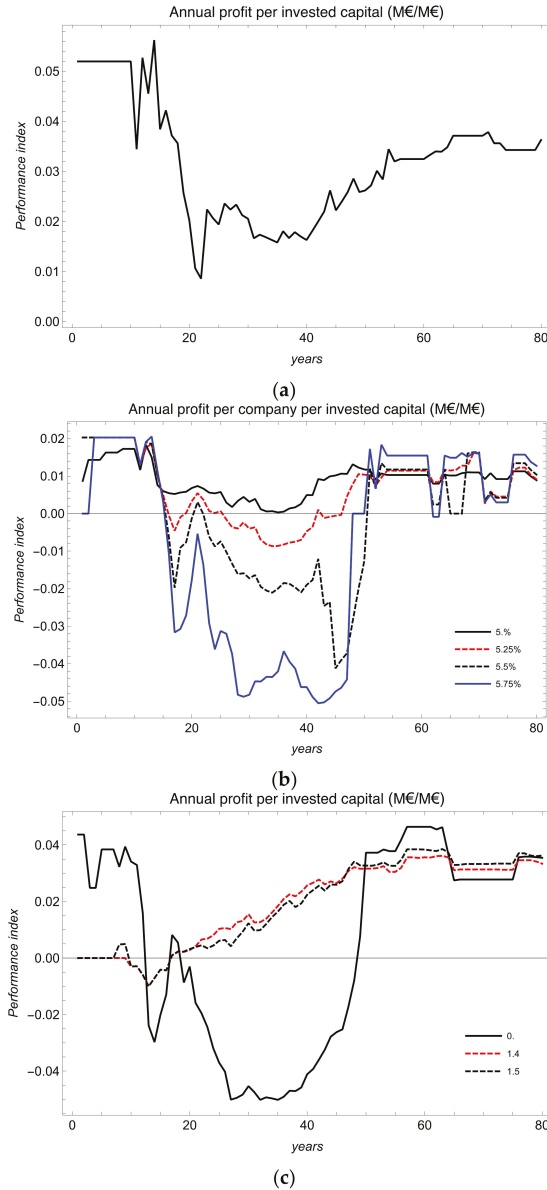 Annual profit per invested capital (M€/M€)
Performance index
0.05
0.04
0.03
0.02
0.01
0.00
0 20 40 60 80
years
(a)
Annual profit per company per invested capital (M€/M€)
Performance index
0.02
0.01
0.00
−0.01
−0.02
−0.03
−0.04
−0.05
5.%
5.25%
5.5%
5.75%
0 20 40 60 80
years
(b)
Annual profit per invested capital (M€/M€)
Performance index
0.04
0.02
0.00
−0.02
−0.04
0.
1.4
1.5
0 20 40 60 80
years
(c)